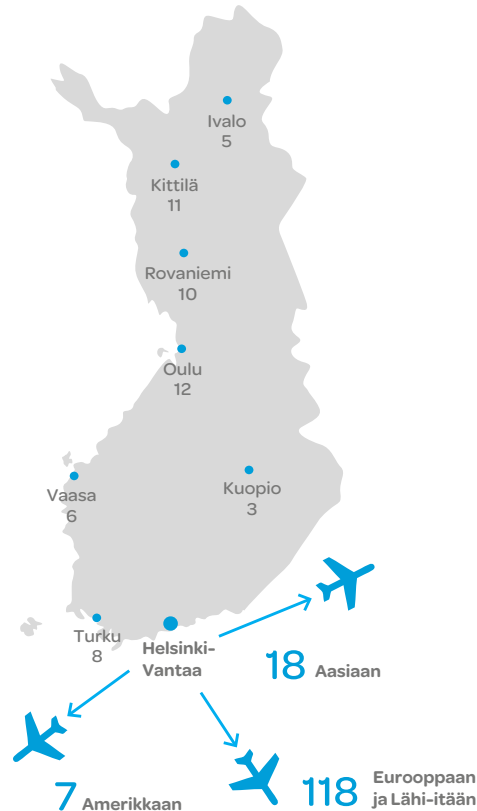 Ivalo
5
Kittilä
11
Rovaniemi
10
Oulu
12
Kuopio
3
Vaasa
6
Turku
8
Helsinki-
Vantaa
18 Aasiaan
7 Amerikkaan
118 Eurooppaan
ja Lähi-itään